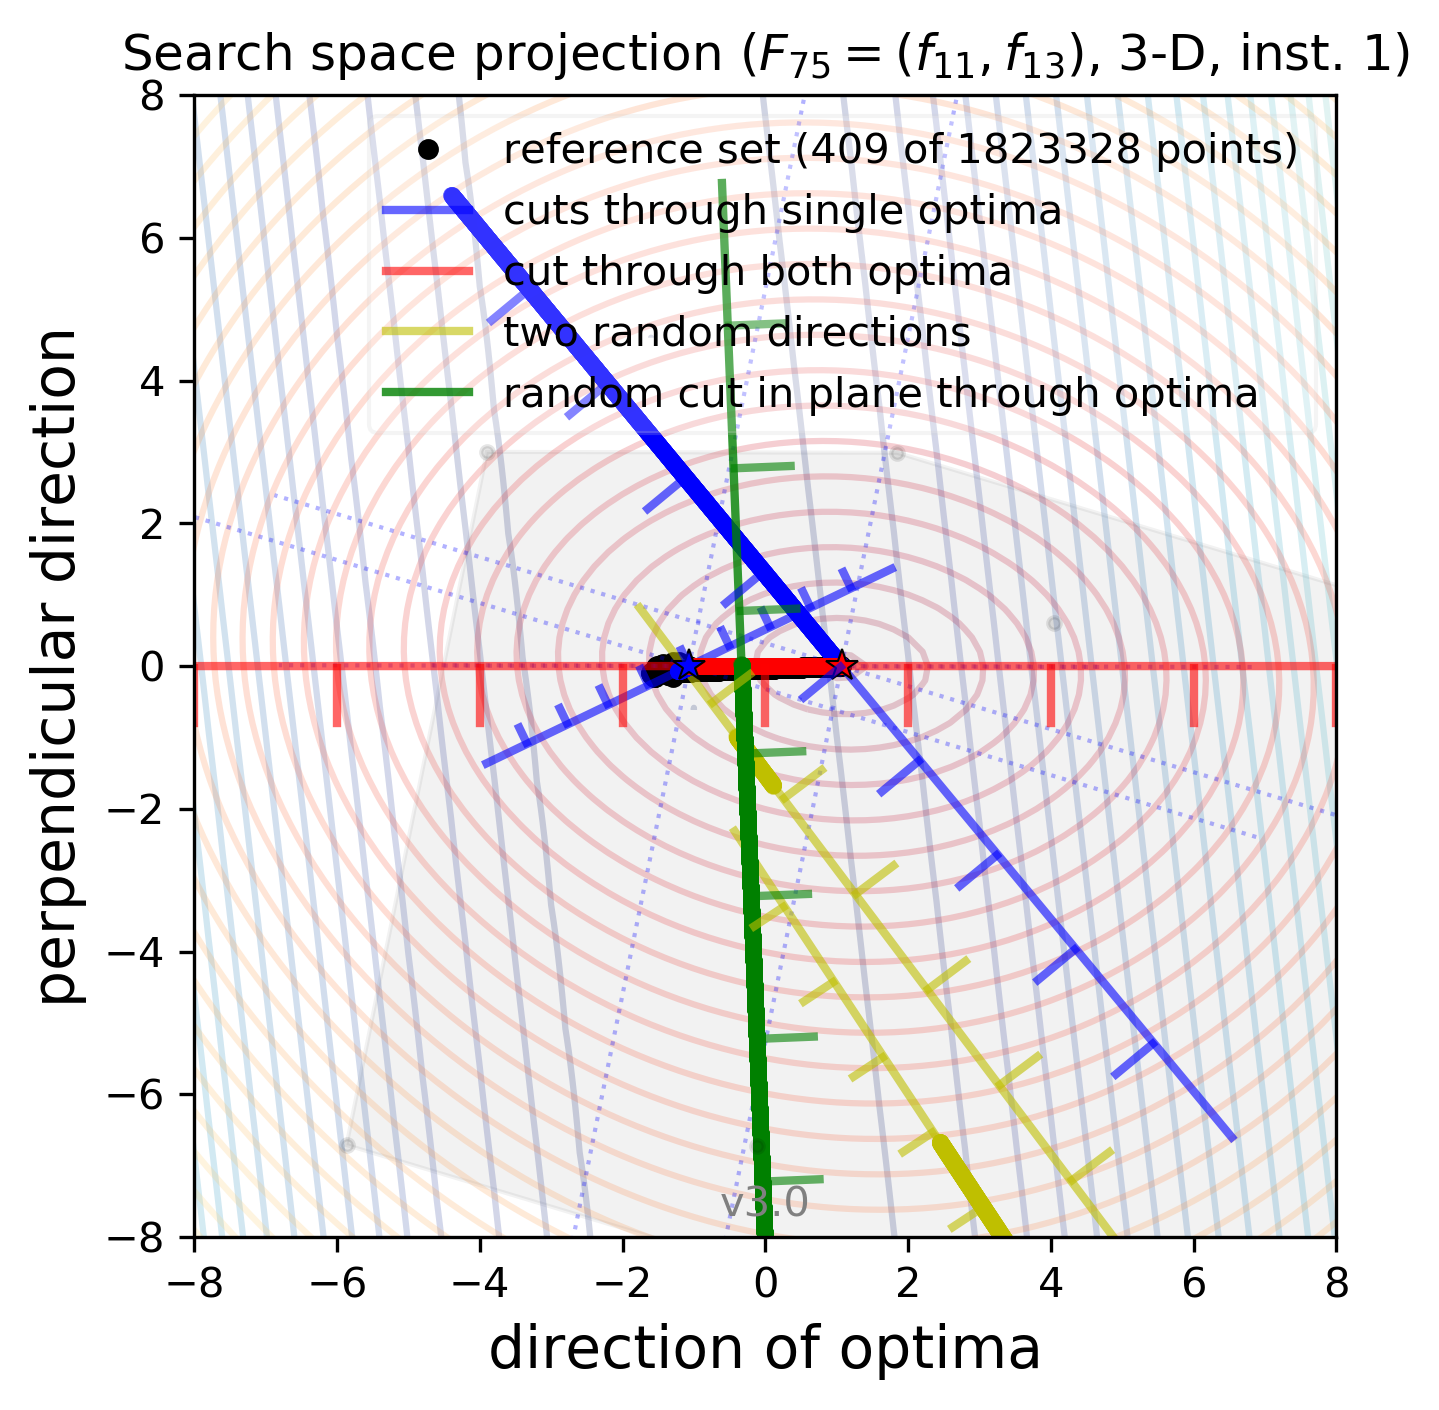 Search space projection (F₇₅ = (f₁₁, f₁₃), 3-D, inst. 1)
8
6
4
2
0
−2
−4
−6
−8
perpendicular direction
reference set (409 of 1823328 points)
cuts through single optima
cut through both optima
two random directions
random cut in plane through optima
v3.0
−8 −6 −4 −2 0 2 4 6 8
direction of optima